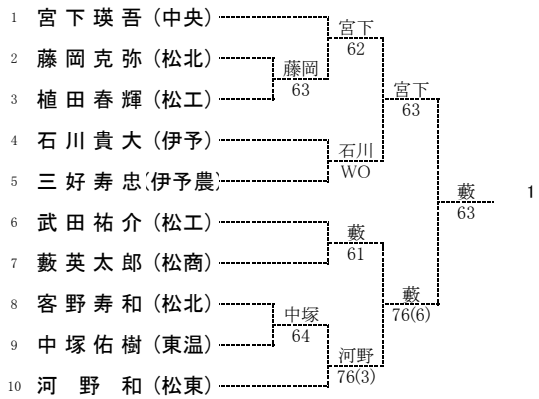 1 宮下瑛吾(中央)
宮下
62
2 藤岡克弥(松北)
藤岡
63
宮下
63
3 植田春輝(松工)
4 石川貴大(伊予)
石川
WO
5 三好寿忠(伊予農)
藪
63
1
6 武田祐介(松工)
藪
61
7 藪英太郎(松商)
藪
76(6)
8 客野寿和(松北)
中塚
64
9 中塚佑樹(東温)
河野
76(3)
10 河野和(松東)